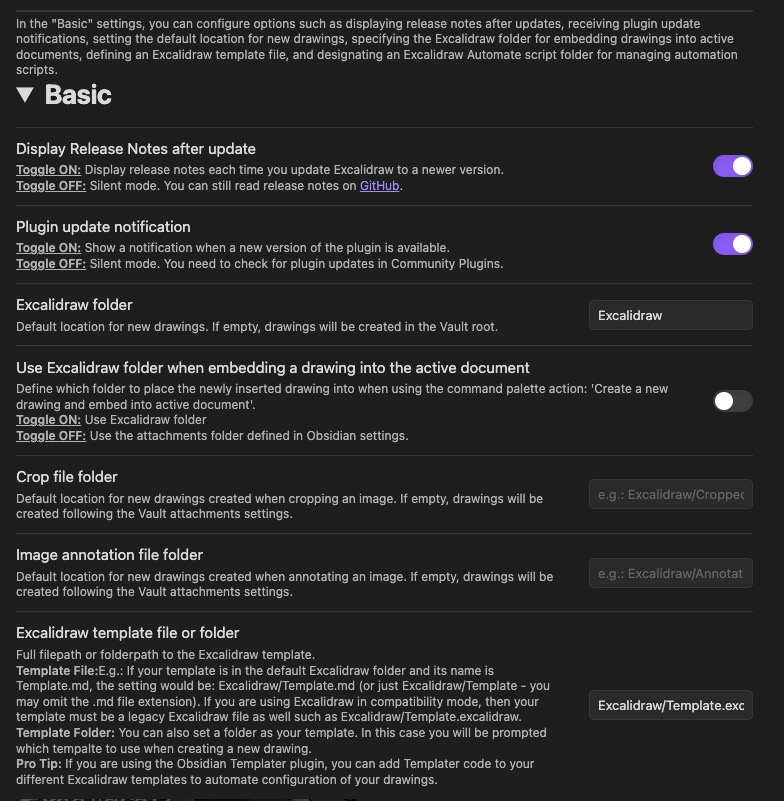 In the "Basic" settings, you can configure options such as displaying release notes after updates, receiving plugin update
notifications, setting the default location for new drawings, specifying the Excalidraw folder for embedding drawings into active
documents, defining an Excalidraw template file, and designating an Excalidraw Automate script folder for managing automation
scripts.
Basic
Display Release Notes after update
Toggle ON: Display release notes each time you update Excalidraw to a newer version.
Toggle OFF: Silent mode. You can still read release notes on GitHub.
Plugin update notification
Toggle ON: Show a notification when a new version of the plugin is available.
Toggle OFF: Silent mode. You need to check for plugin updates in Community Plugins.
Excalidraw folder
Default location for new drawings. If empty, drawings will be created in the Vault root.
Excalidraw
Use Excalidraw folder when embedding a drawing into the active document
Define which folder to place the newly inserted drawing into when using the command palette action: 'Create a new
drawing and embed into active document'.
Toggle ON: Use Excalidraw folder
Toggle OFF: Use the attachments folder defined in Obsidian settings.
Crop file folder
Default location for new drawings created when cropping an image. If empty, drawings will be
created following the Vault attachments settings.
e.g.: Excalidraw/Cropped
Image annotation file folder
Default location for new drawings created when annotating an image. If empty, drawings will be
created following the Vault attachments settings.
e.g.: Excalidraw/Annotat
Excalidraw template file or folder
Full filepath or folderpath to the Excalidraw template.
Template File:E.g.: If your template is in the default Excalidraw folder and its name is
Template.md, the setting would be: Excalidraw/Template.md (or just Excalidraw/Template - you
may omit the .md file extension). If you are using Excalidraw in compatibility mode, then your
template must be a legacy Excalidraw file as well such as Excalidraw/Template.excalidraw.
Template Folder: You can also set a folder as your template. In this case you will be prompted
which tempalte to use when creating a new drawing.
Pro Tip: If you are using the Obsidian Templater plugin, you can add Templater code to your
different Excalidraw templates to automate configuration of your drawings.
Excalidraw/Template.exc